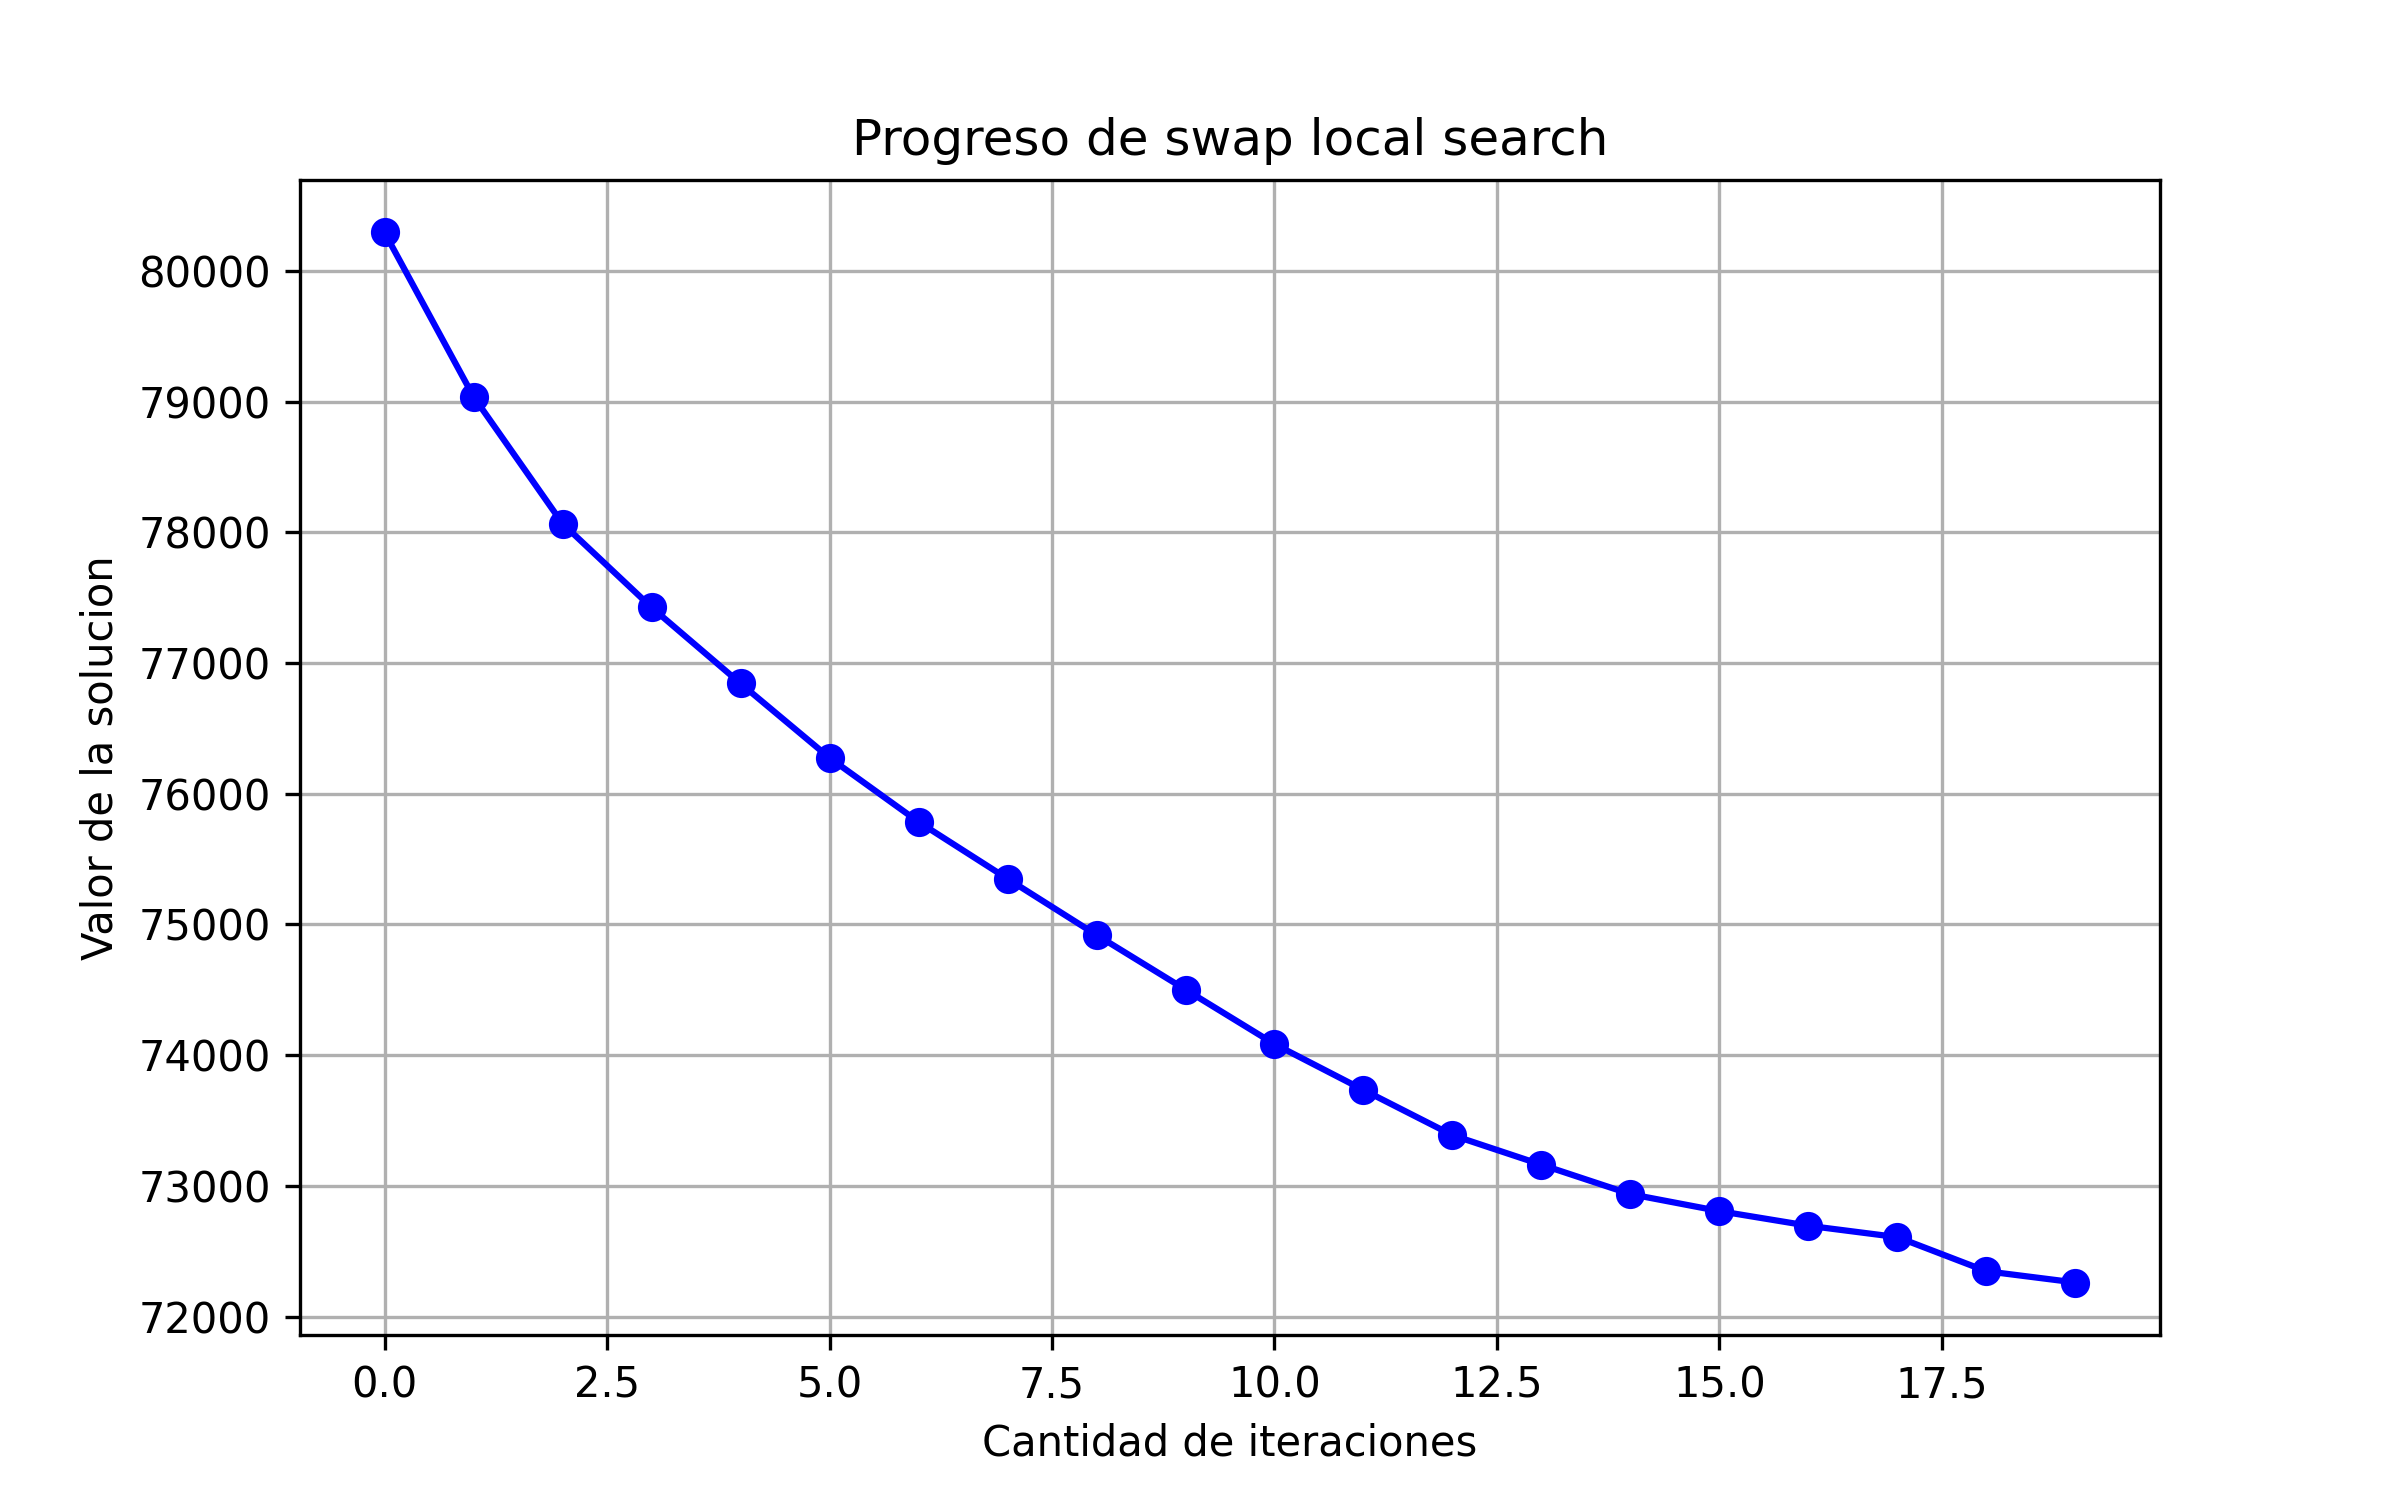 Progreso de swap local search
Valor de la solucion
80000
79000
78000
77000
76000
75000
74000
73000
72000
0.0 2.5 5.0 7.5 10.0 12.5 15.0 17.5
Cantidad de iteraciones